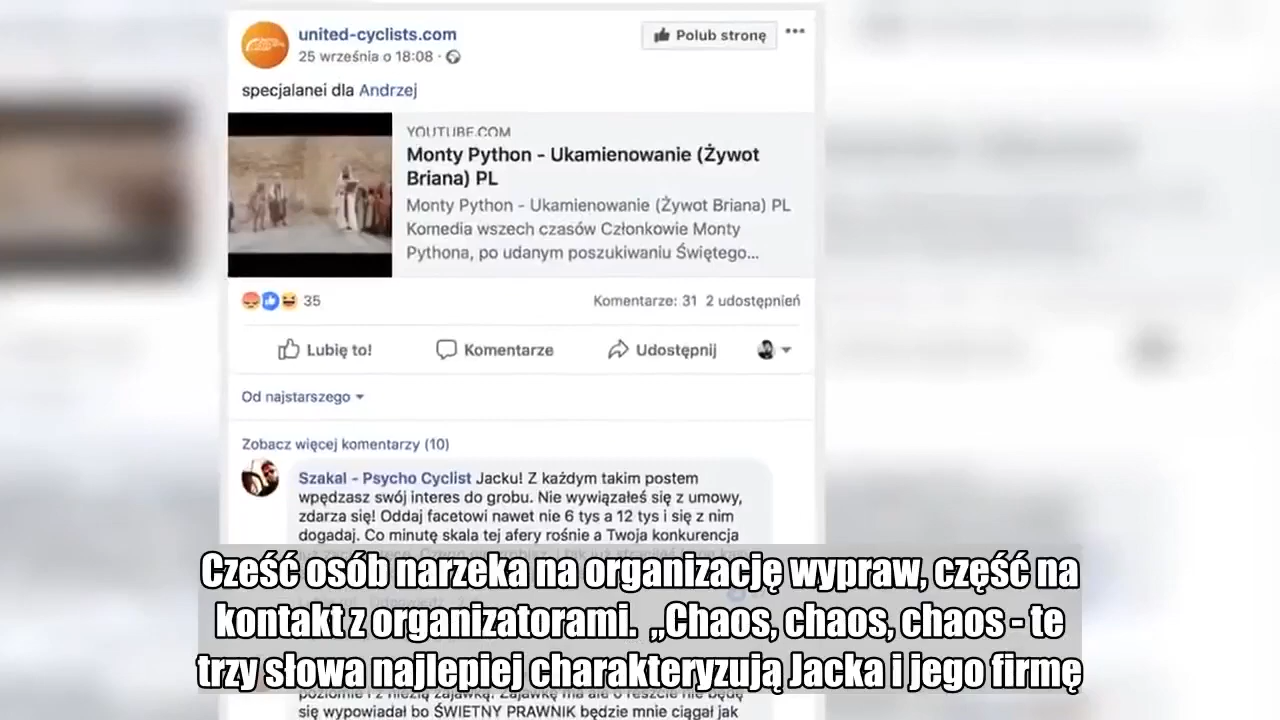 united-cyclists.com
Polub stronę
25 września o 18:08
specjalanei dla Andrzej
YOUTUBE.COM
Monty Python - Ukamienowanie (Żywot
Briana) PL
Monty Python - Ukamienowanie (Żywot Briana) PL
Komedia wszech czasów Członkowie Monty
Pythona, po udanym poszukiwaniu Świętego...
35
Komentarze: 31 2 udostępnień
Lubię to! Komentarze Udostępnij
Od najstarszego
Zobacz więcej komentarzy (10)
Szakal - Psycho Cyclist Jacku! Z każdym takim postem
wpędzasz swój interes do grobu. Nie wywiązałeś się z umowy,
zdarza się! Oddaj facetowi nawet nie 6 tys a 12 tys i się z nim
dogadaj. Co minutę skala tej afery rośnie a Twoja konkurencja
Cześć osób narzeka na organizację wypraw, część na
kontakt z organizatorami. „Chaos, chaos, chaos - te
trzy słowa najlepiej charakteryzują Jacka i jego firmę
się wypowiadał bo ŚWIETNY PRAWNIK będzie mnie ciągał jak